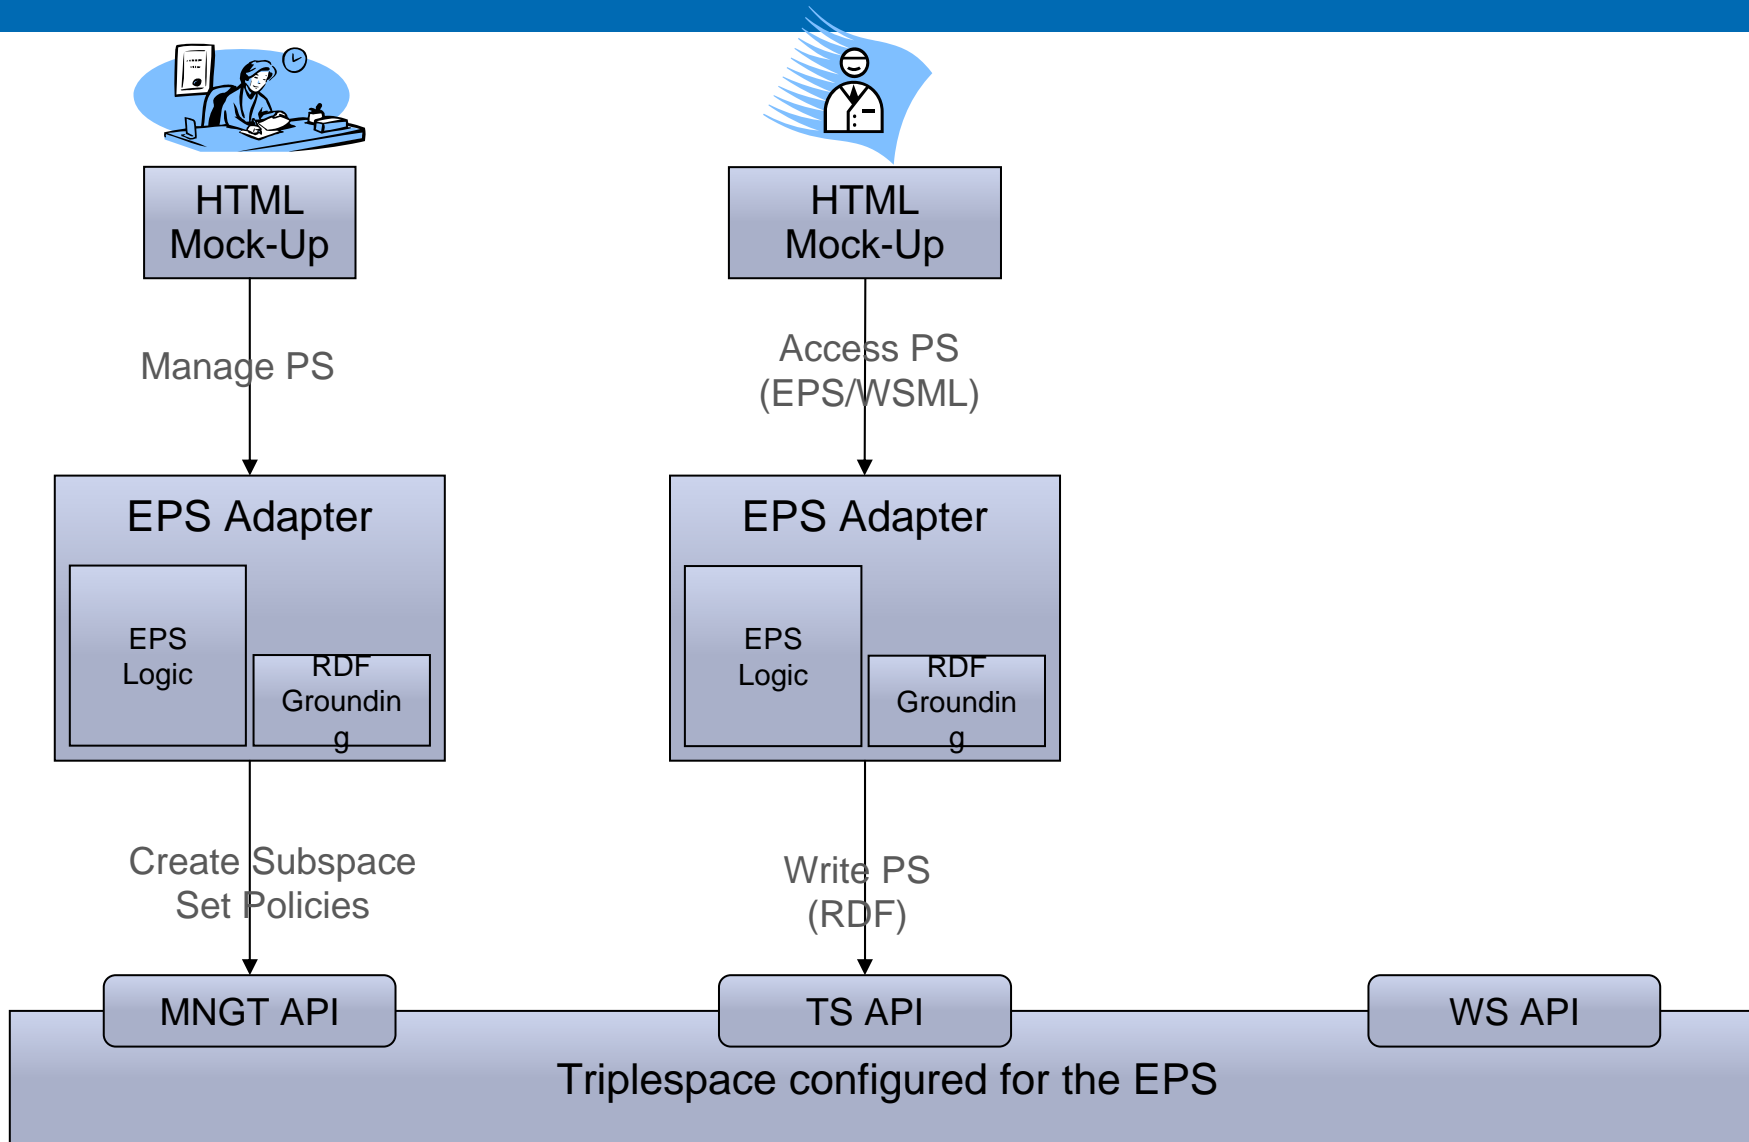 HTML
Mock-Up
HTML
Mock-Up
Manage PS
Access PS
(EPS/WSML)
EPS Adapter
EPS
Logic
RDF
Groundin
g
EPS Adapter
EPS
Logic
RDF
Groundin
g
Create Subspace
Set Policies
Write PS
(RDF)
MNGT API
TS API
WS API
Triplespace configured for the EPS